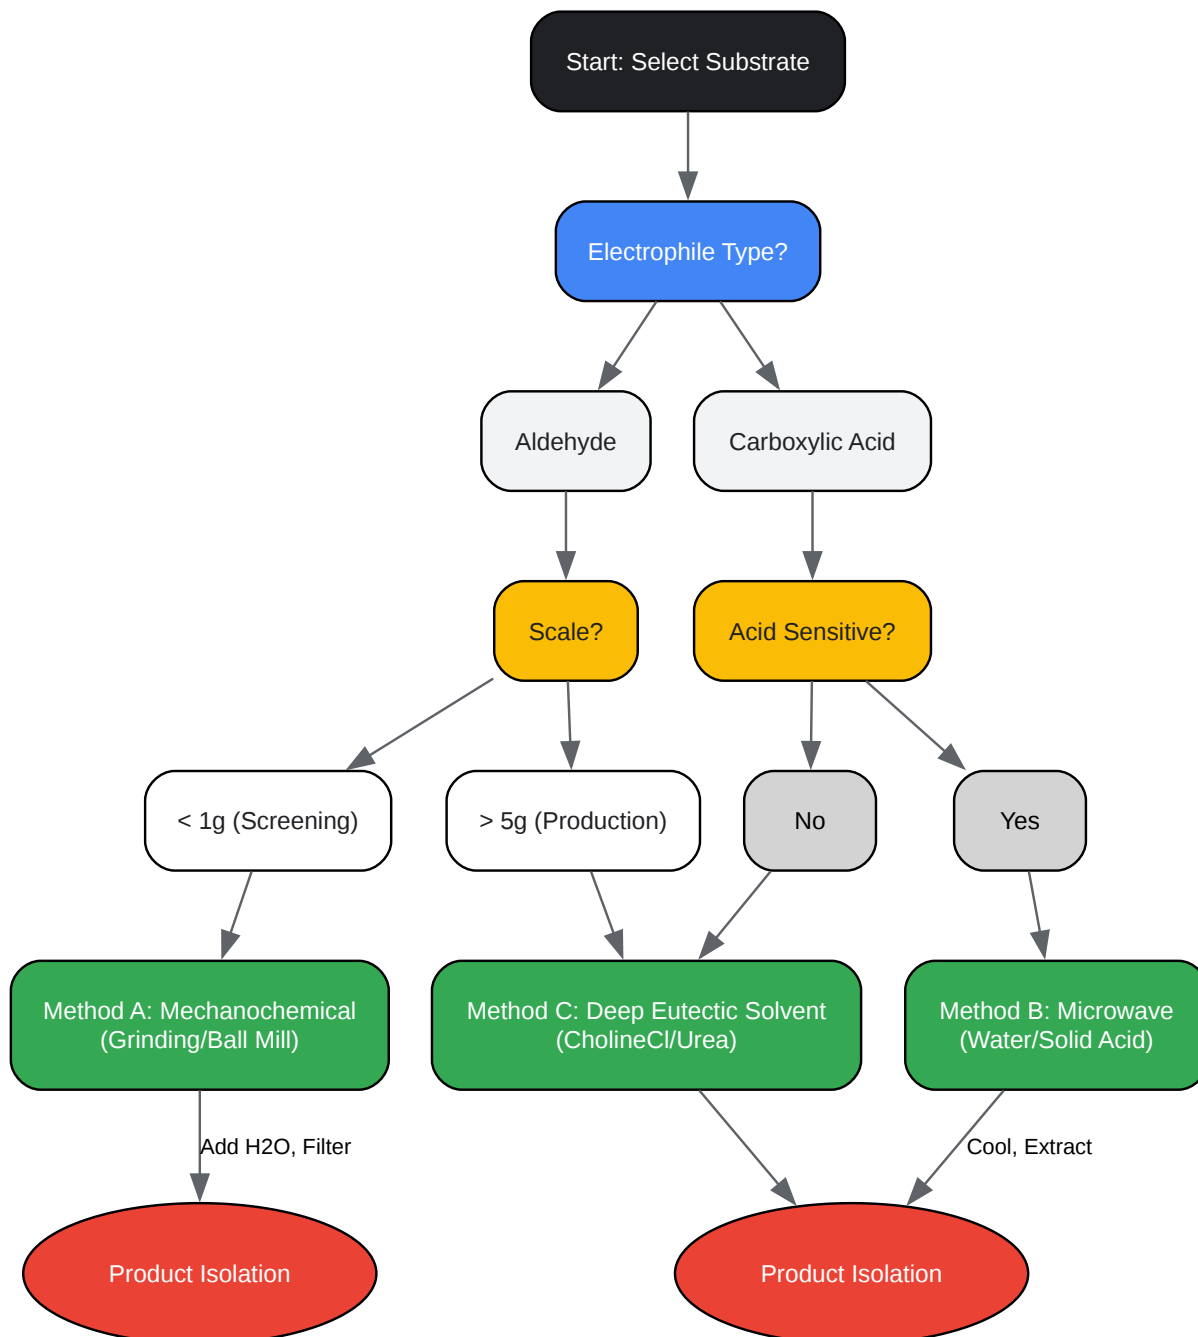 Start: Select Substrate
Electrophile Type?
Aldehyde
Carboxylic Acid
Scale?
Acid Sensitive?
< 1g (Screening)
> 5g (Production)
No
Yes
Method A: Mechanochemical
(Grinding/Ball Mill)
Method C: Deep Eutectic Solvent
(CholineCl/Urea)
Method B: Microwave
(Water/Solid Acid)
Add H2O, Filter
Cool, Extract
Product Isolation
Product Isolation